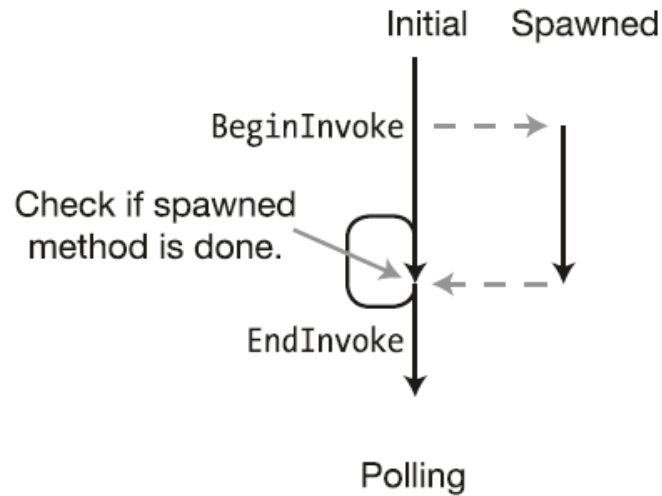 Initial Spawned
BeginInvoke
Check if spawned
method is done.
EndInvoke
Polling